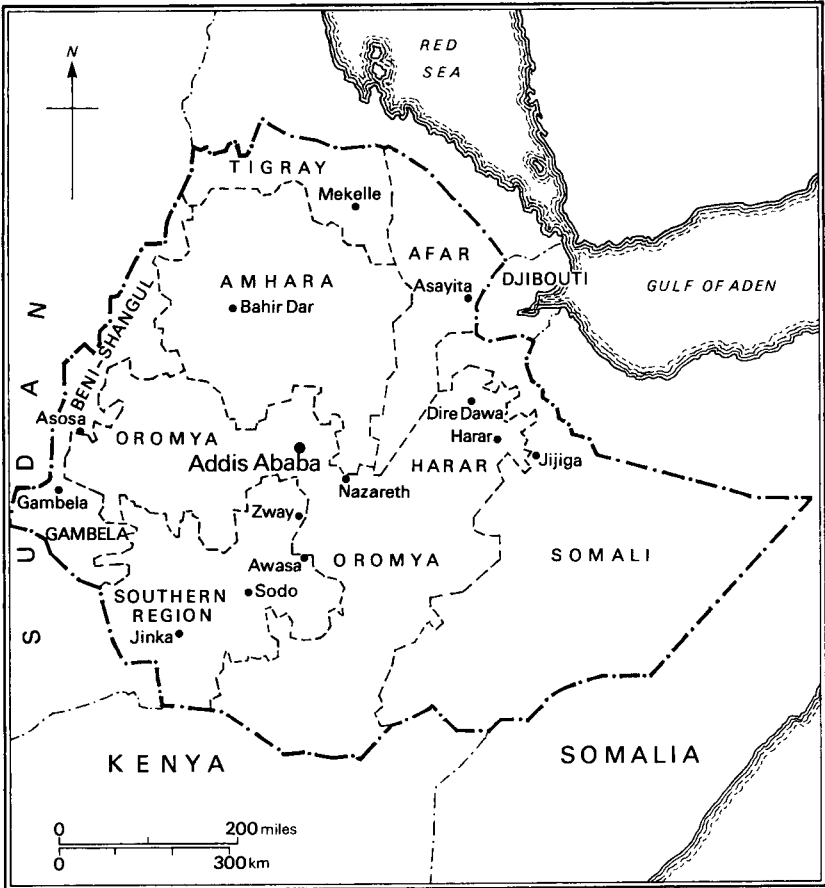 RED
SEA
N
TIGRAY
Mekelle
AFAR
AMHARA
Asayita
DJIBOUTI
GULF OF ADEN
Bahir Dar
BENI-SHANGUL
SUDAN
Asosa
OROMYA
Dire Dawa
Harar
Addis Ababa
HARAR
Jijiga
Nazareth
Gambela
Zway
GAMBELA
Awasa
OROMYA
SOMALI
SOUTHERN
REGION
Sodo
Jinka
KENYA
SOMALIA
0 200 miles
0 300 km